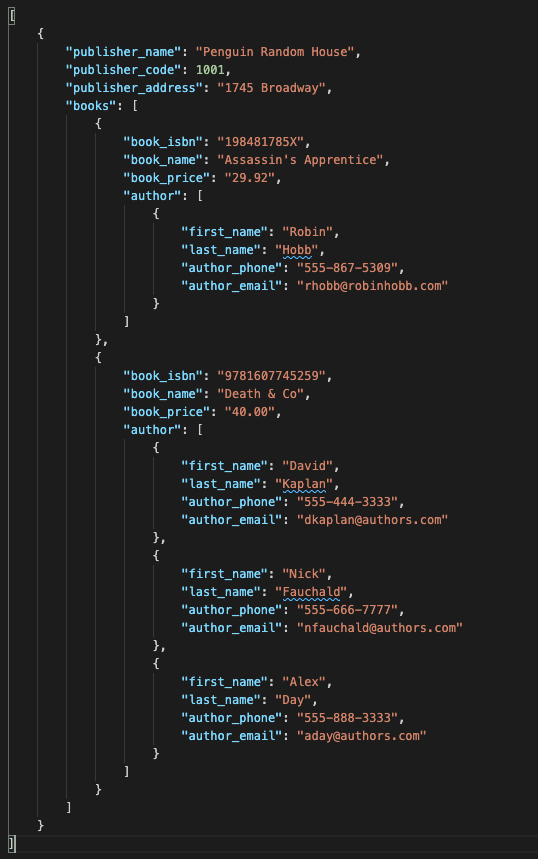 [
    {
        "publisher_name": "Penguin Random House",
        "publisher_code": 1001,
        "publisher_address": "1745 Broadway",
        "books": [
            {
                "book_isbn": "198481785X",
                "book_name": "Assassin's Apprentice",
                "book_price": "29.92",
                "author": [
                    {
                        "first_name": "Robin",
                        "last_name": "Hobb",
                        "author_phone": "555-867-5309",
                        "author_email": "rhobb@robinhobb.com"
                    }
                ]
            },
            {
                "book_isbn": "9781607745259",
                "book_name": "Death & Co",
                "book_price": "40.00",
                "author": [
                    {
                        "first_name": "David",
                        "last_name": "Kaplan",
                        "author_phone": "555-444-3333",
                        "author_email": "dkaplan@authors.com"
                    },
                    {
                        "first_name": "Nick",
                        "last_name": "Fauchald",
                        "author_phone": "555-666-7777",
                        "author_email": "nfauchald@authors.com"
                    },
                    {
                        "first_name": "Alex",
                        "last_name": "Day",
                        "author_phone": "555-888-3333",
                        "author_email": "aday@authors.com"
                    }
                ]
            }
        ]
    }
]